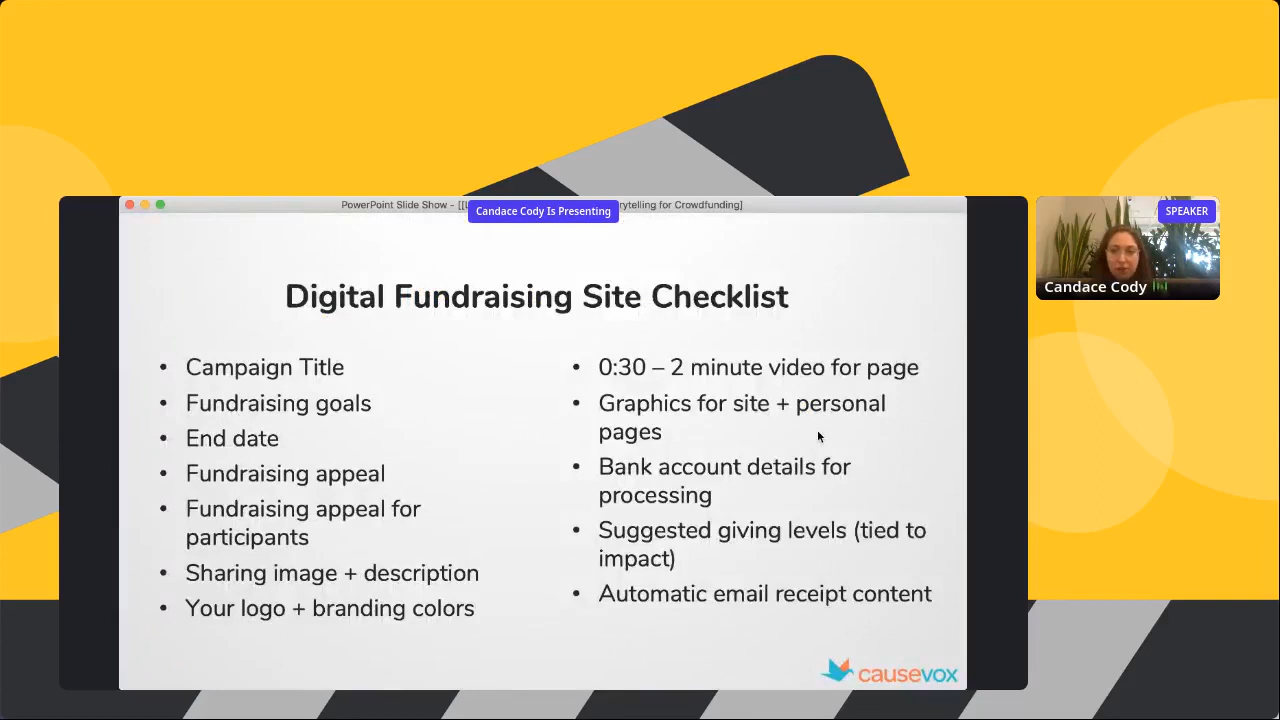 PowerPoint Slide Show - [[L
Candace Cody Is Presenting
rytelling for Crowdfunding]
SPEAKER
Candace Cody
Digital Fundraising Site Checklist
• Campaign Title
• Fundraising goals
• End date
• Fundraising appeal
• Fundraising appeal for
participants
• Sharing image + description
• Your logo + branding colors
• 0:30 – 2 minute video for page
• Graphics for site + personal
pages
• Bank account details for
processing
• Suggested giving levels (tied to
impact)
• Automatic email receipt content
causevox